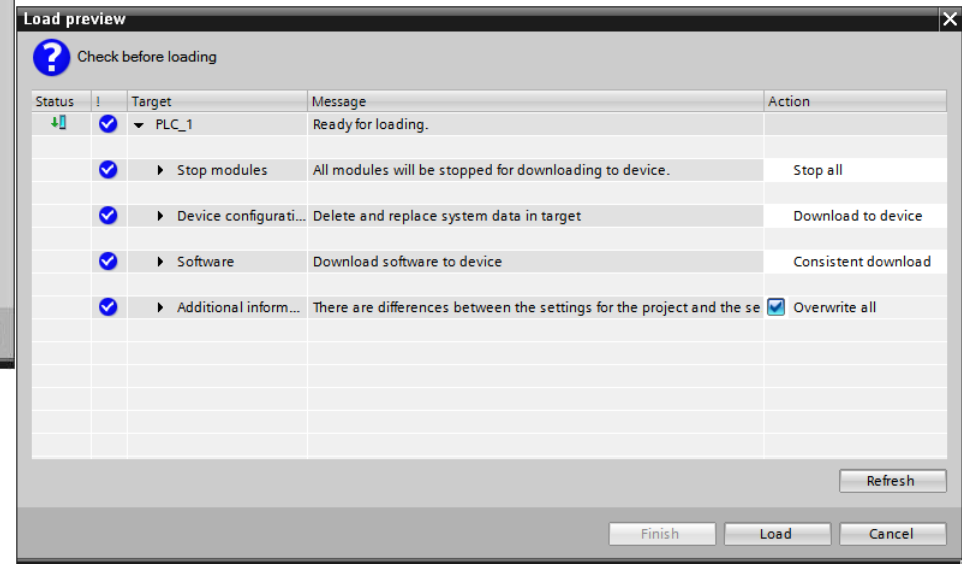 Load preview
Check before loading
Status ! Target Message Action
PLC_1 Ready for loading.
Stop modules All modules will be stopped for downloading to device. Stop all
Device configurati... Delete and replace system data in target Download to device
Software Download software to device Consistent download
Additional inform... There are differences between the settings for the project and the se Overwrite all
Refresh
Finish Load Cancel